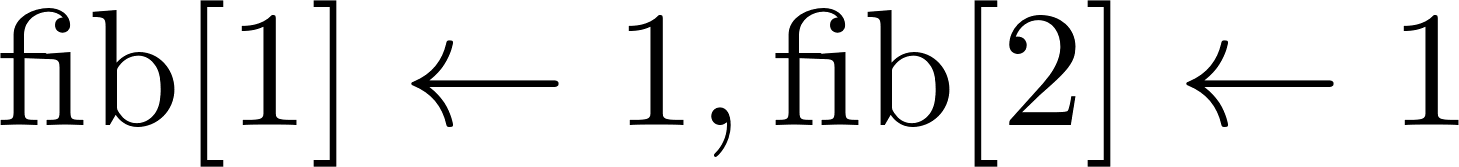 fib[1] ← 1, fib[2] ← 1